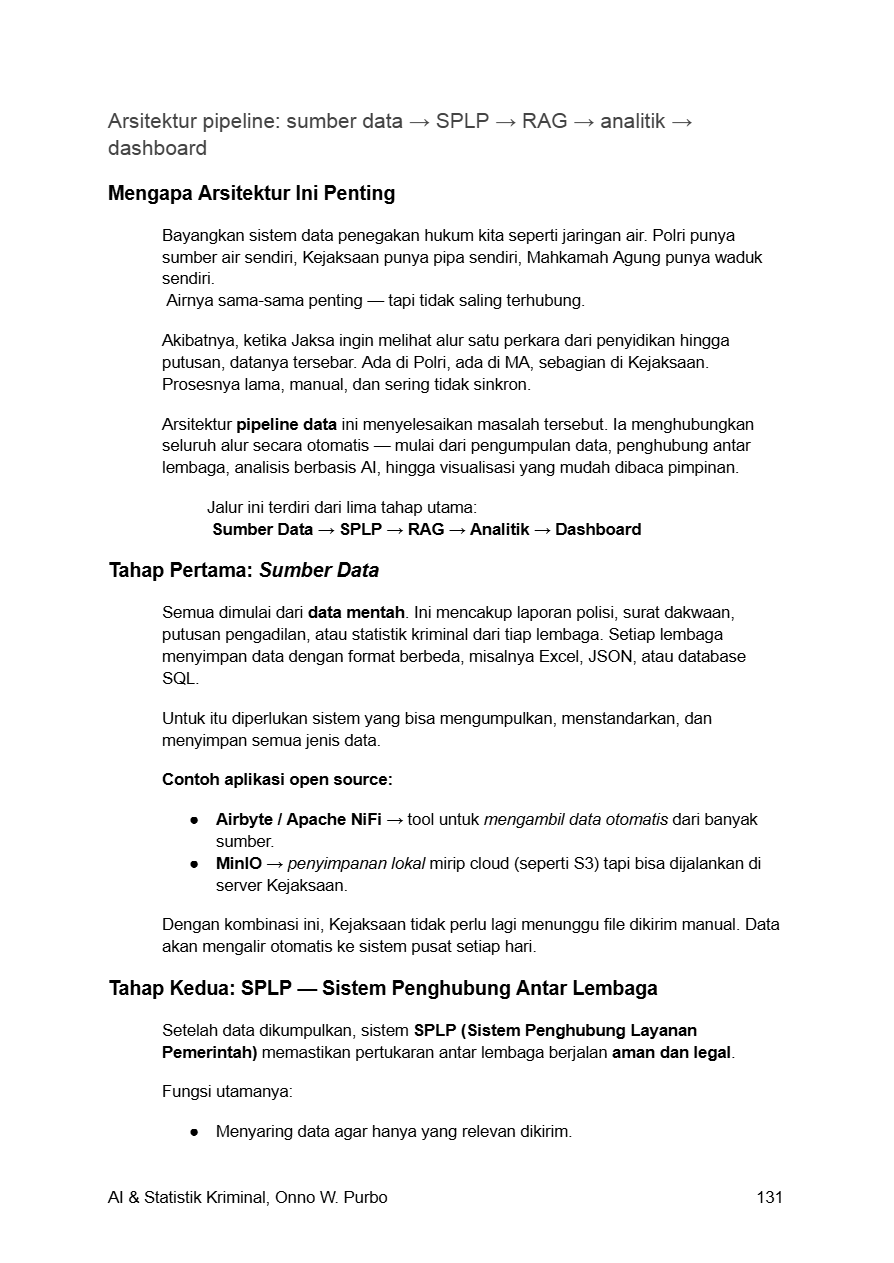 Arsitektur pipeline: sumber data → SPLP → RAG → analitik →
dashboard
Mengapa Arsitektur Ini Penting
Bayangkan sistem data penegakan hukum kita seperti jaringan air. Polri punya
sumber air sendiri, Kejaksaan punya pipa sendiri, Mahkamah Agung punya waduk
sendiri.
Airnya sama-sama penting — tapi tidak saling terhubung.
Akibatnya, ketika Jaksa ingin melihat alur satu perkara dari penyidikan hingga
putusan, datanya tersebar. Ada di Polri, ada di MA, sebagian di Kejaksaan.
Prosesnya lama, manual, dan sering tidak sinkron.
Arsitektur pipeline data ini menyelesaikan masalah tersebut. Ia menghubungkan
seluruh alur secara otomatis — mulai dari pengumpulan data, penghubung antar
lembaga, analisis berbasis AI, hingga visualisasi yang mudah dibaca pimpinan.
Jalur ini terdiri dari lima tahap utama:
Sumber Data → SPLP → RAG → Analitik → Dashboard
Tahap Pertama: Sumber Data
Semua dimulai dari data mentah. Ini mencakup laporan polisi, surat dakwaan,
putusan pengadilan, atau statistik kriminal dari tiap lembaga. Setiap lembaga
menyimpan data dengan format berbeda, misalnya Excel, JSON, atau database
SQL.
Untuk itu diperlukan sistem yang bisa mengumpulkan, menstandarkan, dan
menyimpan semua jenis data.
Contoh aplikasi open source:
● Airbyte / Apache NiFi → tool untuk mengambil data otomatis dari banyak
sumber.
● MinIO → penyimpanan lokal mirip cloud (seperti S3) tapi bisa dijalankan di
server Kejaksaan.
Dengan kombinasi ini, Kejaksaan tidak perlu lagi menunggu file dikirim manual. Data
akan mengalir otomatis ke sistem pusat setiap hari.
Tahap Kedua: SPLP — Sistem Penghubung Antar Lembaga
Setelah data dikumpulkan, sistem SPLP (Sistem Penghubung Layanan
Pemerintah) memastikan pertukaran antar lembaga berjalan aman dan legal.
Fungsi utamanya:
● Menyaring data agar hanya yang relevan dikirim.
AI & Statistik Kriminal, Onno W. Purbo 131